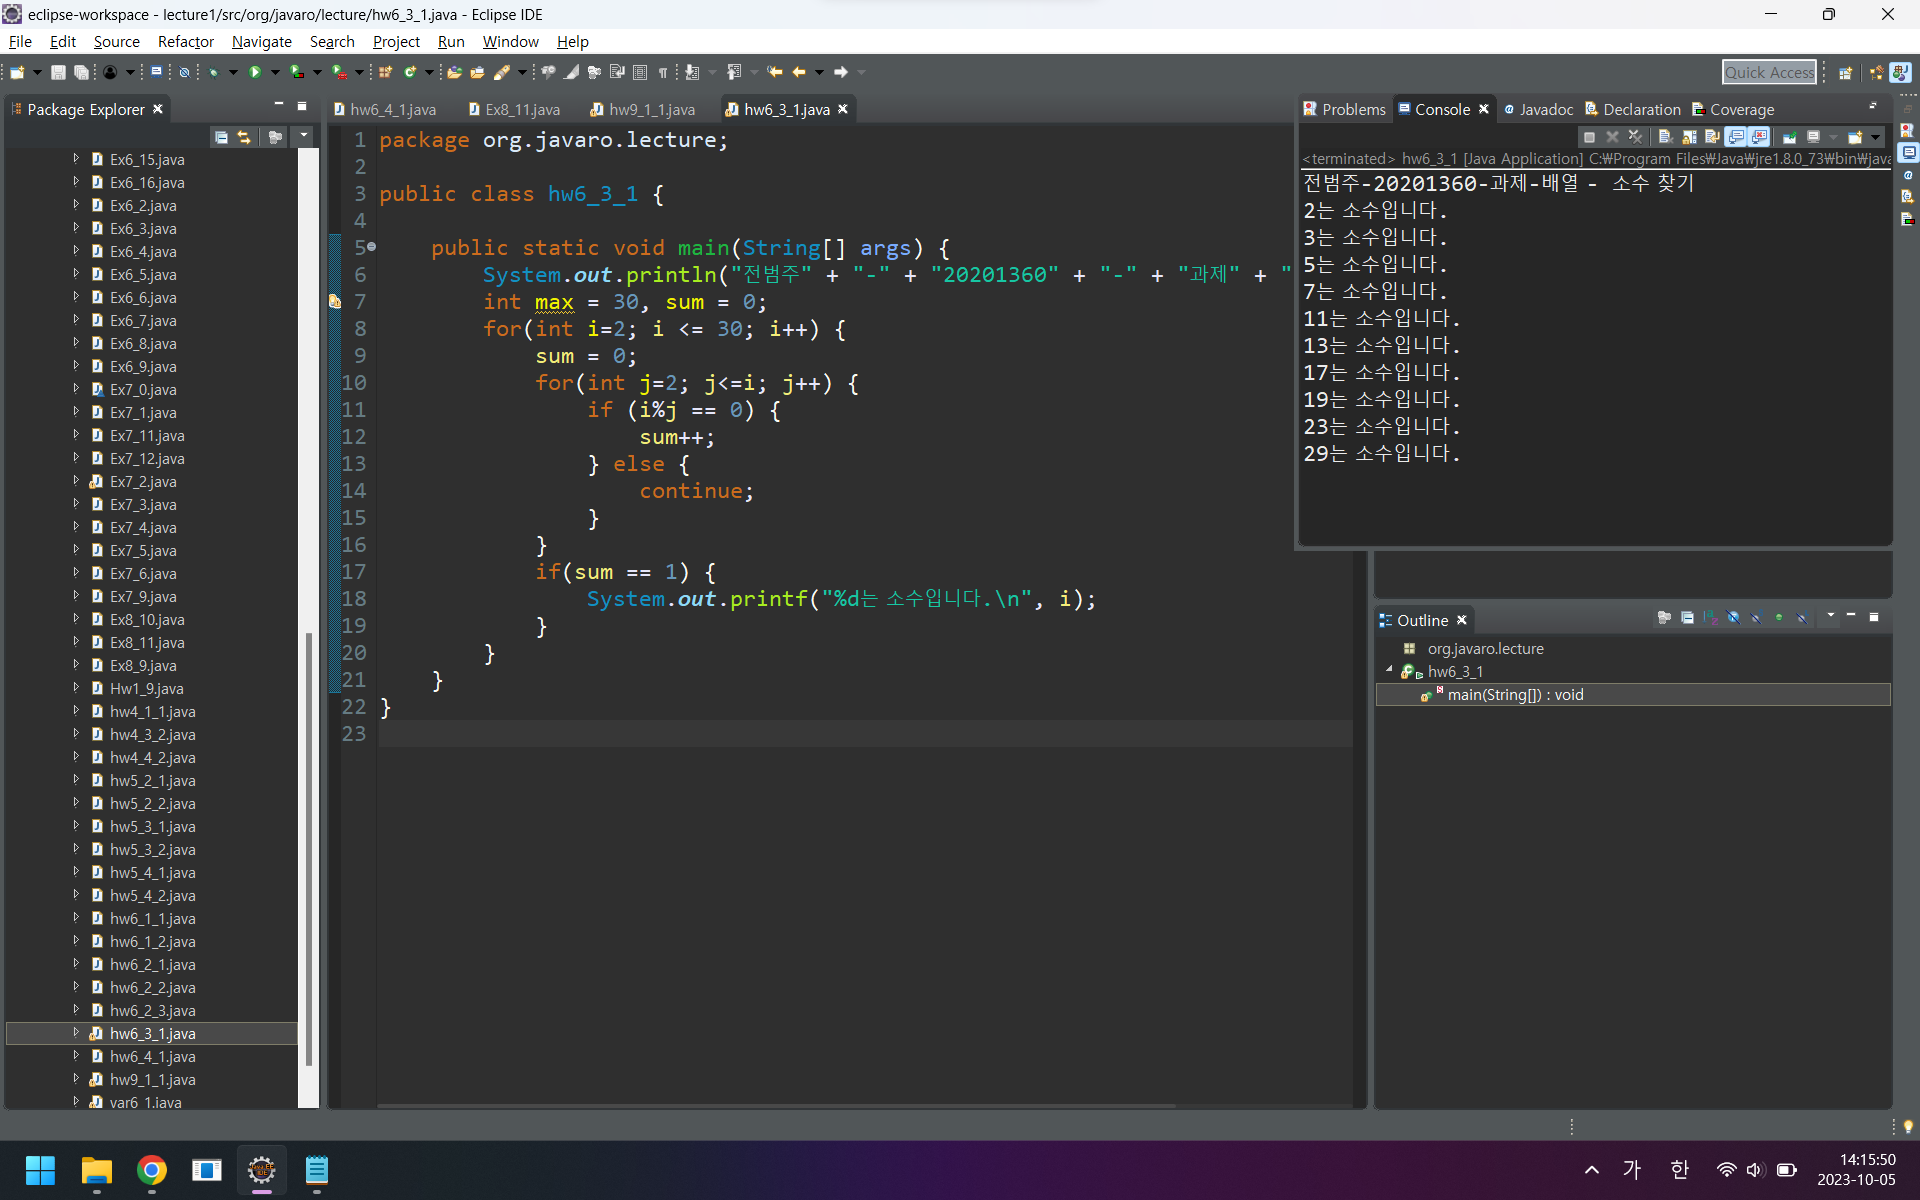 eclipse-workspace - lecture1/src/org/javaro/lecture/hw6_3_1.java - Eclipse IDE
File Edit Source Refactor Navigate Search Project Run Window Help
Quick Access
Package Explorer
Ex6_15.java
Ex6_16.java
Ex6_2.java
Ex6_3.java
Ex6_4.java
Ex6_5.java
Ex6_6.java
Ex6_7.java
Ex6_8.java
Ex6_9.java
Ex7_0.java
Ex7_1.java
Ex7_11.java
Ex7_12.java
Ex7_2.java
Ex7_3.java
Ex7_4.java
Ex7_5.java
Ex7_6.java
Ex7_9.java
Ex8_10.java
Ex8_11.java
Ex8_9.java
Hw1_9.java
hw4_1_1.java
hw4_3_2.java
hw4_4_2.java
hw5_2_1.java
hw5_2_2.java
hw5_3_1.java
hw5_3_2.java
hw5_4_1.java
hw5_4_2.java
hw6_1_1.java
hw6_1_2.java
hw6_2_1.java
hw6_2_2.java
hw6_2_3.java
hw6_3_1.java
hw6_4_1.java
hw9_1_1.java
var6_1.java
hw6_4_1.java Ex8_11.java hw9_1_1.java hw6_3_1.java
1 package org.javaro.lecture;
2
3 public class hw6_3_1 {
4
5 public static void main(String[] args) {
6 System.out.println("전범주" + "-" + "20201360" + "-" + "과제" + "
7 int max = 30, sum = 0;
8 for(int i=2; i <= 30; i++) {
9 sum = 0;
10 for(int j=2; j<=i; j++) {
11 if (i%j == 0) {
12 sum++;
13 } else {
14 continue;
15 }
16 }
17 if(sum == 1) {
18 System.out.printf("%d는 소수입니다.\n", i);
19 }
20 }
21 }
22 }
23
Problems Console Javadoc Declaration Coverage
<terminated> hw6_3_1 [Java Application] C:₩Program Files₩Java₩jre1.8.0_73₩bin₩java
전범주-20201360-과제-배열 - 소수 찾기
2는 소수입니다.
3는 소수입니다.
5는 소수입니다.
7는 소수입니다.
11는 소수입니다.
13는 소수입니다.
17는 소수입니다.
19는 소수입니다.
23는 소수입니다.
29는 소수입니다.
Outline
org.javaro.lecture
hw6_3_1
main(String[]) : void
가 한
14:15:50
2023-10-05